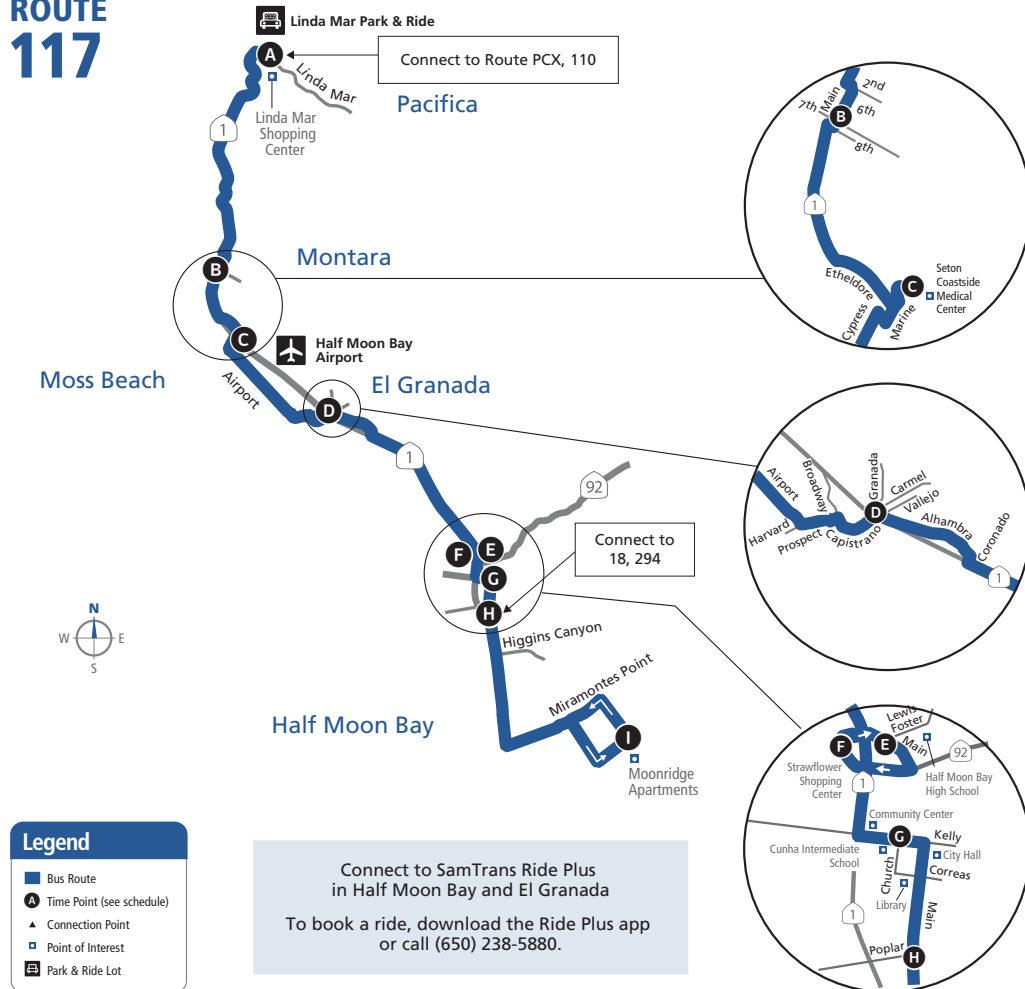 ROUTE
117
Linda Mar Park & Ride
A
Connect to Route PCX, 110
Linda Mar
Pacifica
Linda Mar
Shopping
Center
1
Montara
B
C
Half Moon Bay
Airport
Moss Beach
Airport
El Granada
D
1
92
F
E
G
H
Connect to
18, 294
Higgins Canyon
Miramontes Point
Half Moon Bay
I
Moonridge
Apartments
N
W
E
S
2nd
Main
7th
6th
B
8th
1
Etheldore
Seton
Coastside
Medical
Center
C
Cypress
Marine
Airport
Broadway
Granada
Carmel
Vallejo
D
Harvard
Prospect
Capistrano
Alhambra
Coronado
1
Lewis
Foster
F
E
Main
92
Strawflower
Shopping
Center
Half Moon Bay
High School
1
Community Center
G
Kelly
Cunha Intermediate
School
City Hall
Church
Correas
Library
1
Main
Poplar
H
Legend
Bus Route
A
Time Point (see schedule)
Connection Point
Point of Interest
Park & Ride Lot
Connect to SamTrans Ride Plus
in Half Moon Bay and El Granada
To book a ride, download the Ride Plus app
or call (650) 238-5880.